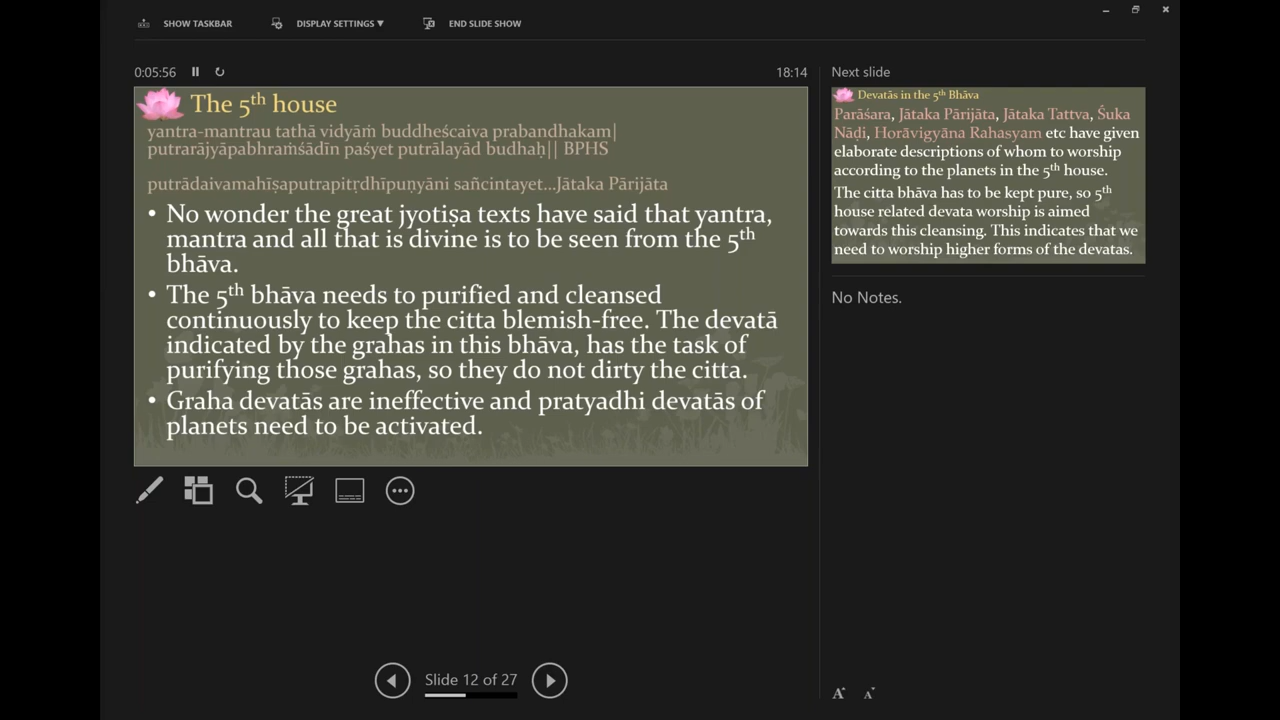 SHOW TASKBAR
DISPLAY SETTINGS ▼
END SLIDE SHOW
0:05:56
18:14
The 5th house
yantra-mantrau tathā vidyāṁ buddheścaiva prabandhakam|
putrarājyāpabhraṁśādīn paśyet putrālayād budhaḥ|| BPHS
putrādaivamahīṣaputrapitṛdhīpuṇyāni sañcintayet...Jātaka Pārijāta
• No wonder the great jyotiṣa texts have said that yantra,
mantra and all that is divine is to be seen from the 5th
bhāva.
• The 5th bhāva needs to purified and cleansed
continuously to keep the citta blemish-free. The devatā
indicated by the grahas in this bhāva, has the task of
purifying those grahas, so they do not dirty the citta.
• Graha devatās are ineffective and pratyadhi devatās of
planets need to be activated.
Slide 12 of 27
Next slide
Devatās in the 5th Bhāva
Parāśara, Jātaka Pārijāta, Jātaka Tattva, Śuka
Nāḍi, Horāvigyāna Rahaṣyam etc have given
elaborate descriptions of whom to worship
according to the planets in the 5th house.
The citta bhāva has to be kept pure, so 5th
house related devata worship is aimed
towards this cleansing. This indicates that we
need to worship higher forms of the devatas.
No Notes.
A A